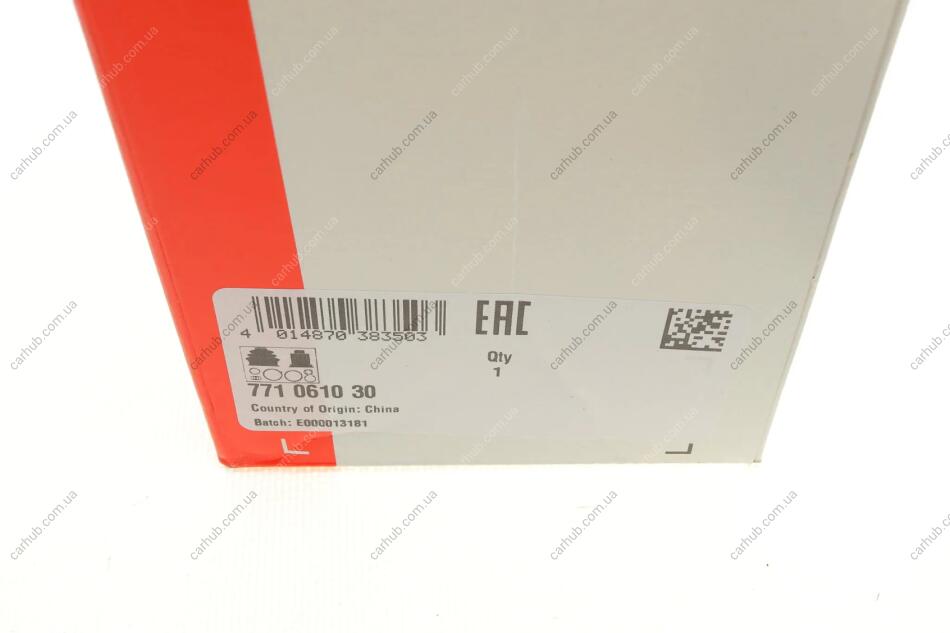 4 014870 383503
EAC
Qty
1
771 0610 30
Country of Origin: China
Batch: E000013181
carhub.com.ua